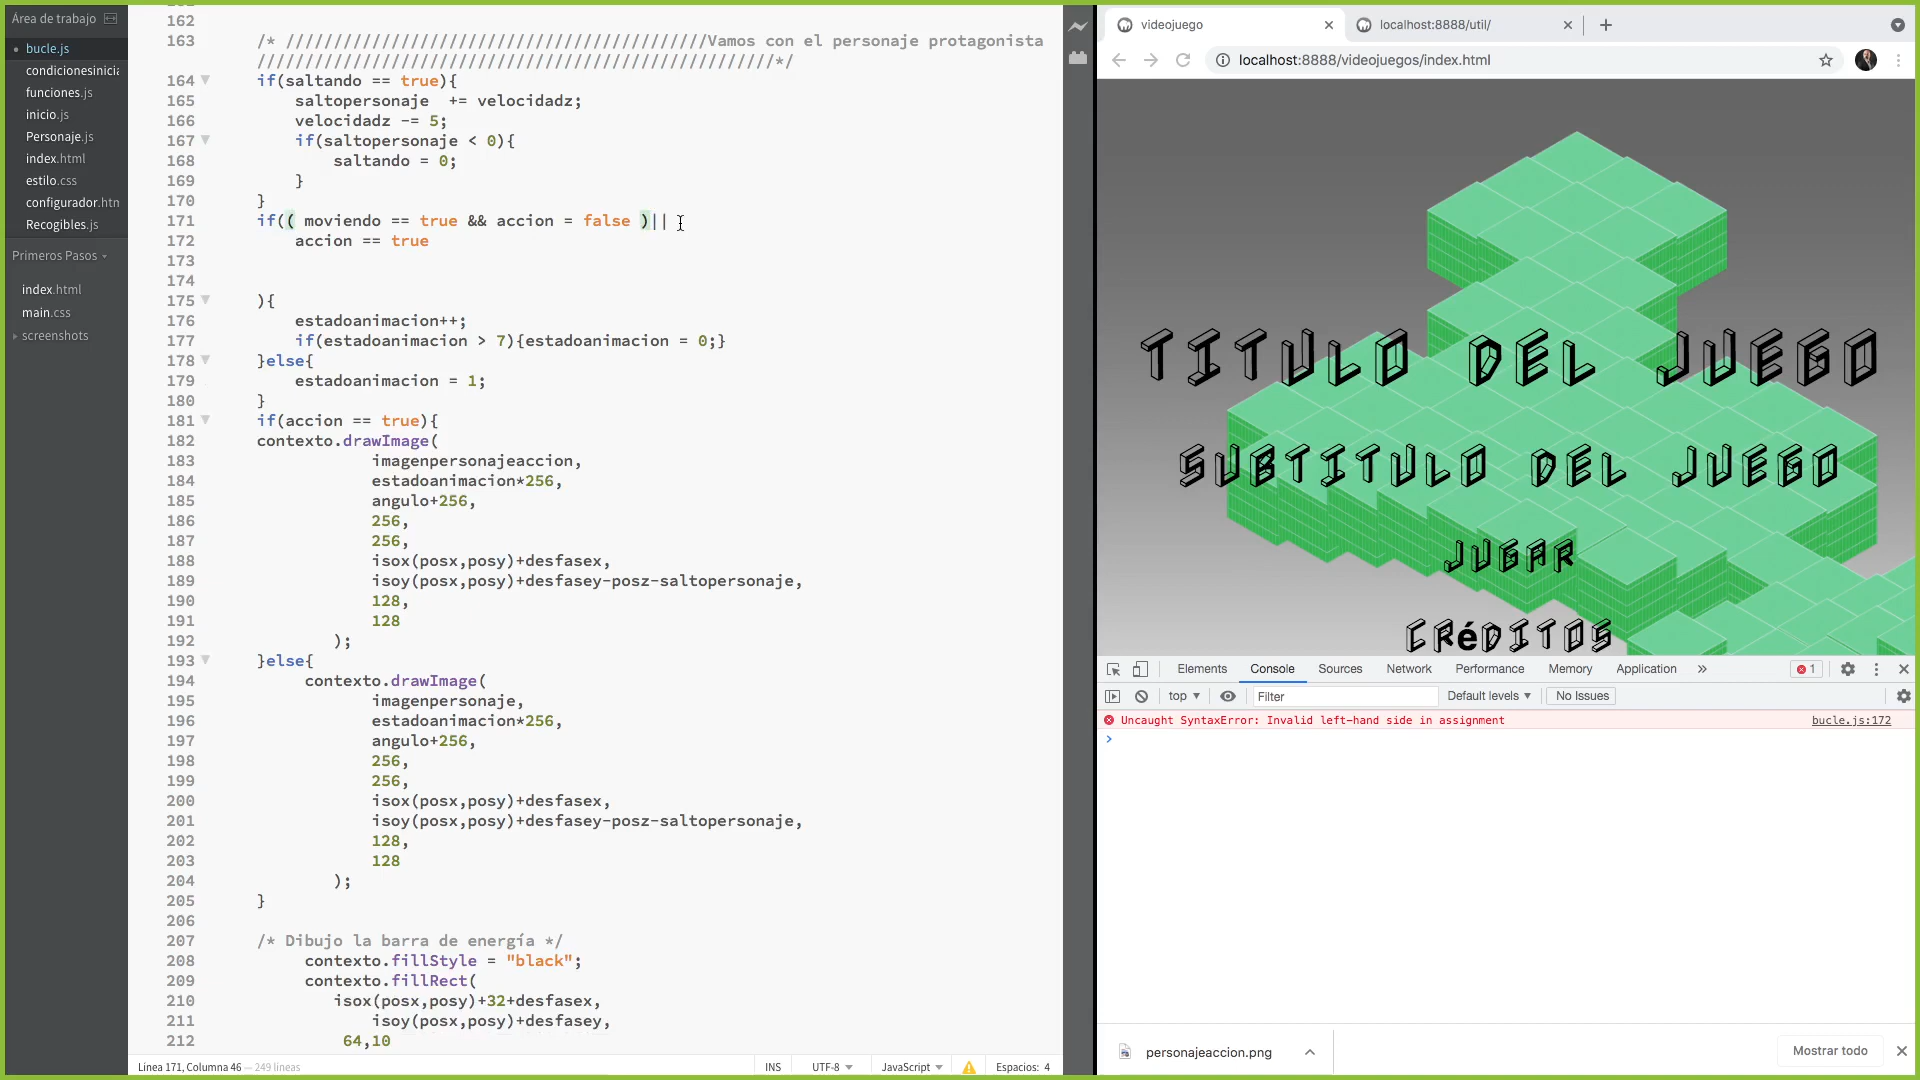 Área de trabajo
bucle.js
condicionesinicia
funciones.js
inicio.js
Personaje.js
index.html
estilo.css
configurador.htm
Recogibles.js
Primeros Pasos
index.html
main.css
screenshots
162
163 /* ////////////////////////////////////////////Vamos con el personaje protagonista
//////////////////////////////////////////////////////*/
164 if(saltando == true){
165 saltopersonaje  += velocidadz;
166 velocidadz -= 5;
167 if(saltopersonaje < 0){
168 saltando = 0;
169 }
170 }
171 if(( moviendo == true && accion = false )||
172 accion == true
173
174
175 ){
176 estadoanimacion++;
177 if(estadoanimacion > 7){estadoanimacion = 0;}
178 }else{
179 estadoanimacion = 1;
180 }
181 if(accion == true){
182 contexto.drawImage(
183 imagenpersonajeaccion,
184 estadoanimacion*256,
185 angulo+256,
186 256,
187 256,
188 isox(posx,posy)+desfasex,
189 isoy(posx,posy)+desfasey-posz-saltopersonaje,
190 128,
191 128
192 );
193 }else{
194 contexto.drawImage(
195 imagenpersonaje,
196 estadoanimacion*256,
197 angulo+256,
198 256,
199 256,
200 isox(posx,posy)+desfasex,
201 isoy(posx,posy)+desfasey-posz-saltopersonaje,
202 128,
203 128
204 );
205 }
206
207 /* Dibujo la barra de energía */
208 contexto.fillStyle = "black";
209 contexto.fillRect(
210 isox(posx,posy)+32+desfasex,
211 isoy(posx,posy)+desfasey,
212 64,10
Línea 171, Columna 46 — 249 líneas
INS UTF-8 JavaScript Espacios: 4
videojuego
localhost:8888/util/
localhost:8888/videojuegos/index.html
TITULO DEL JUEGO
SUBTITULO DEL JUEGO
JUGAR
CRéDITOS
Elements Console Sources Network Performance Memory Application » 1
top Filter Default levels No Issues
Uncaught SyntaxError: Invalid left-hand side in assignment bucle.js:172
>
personajeaccion.png
Mostrar todo